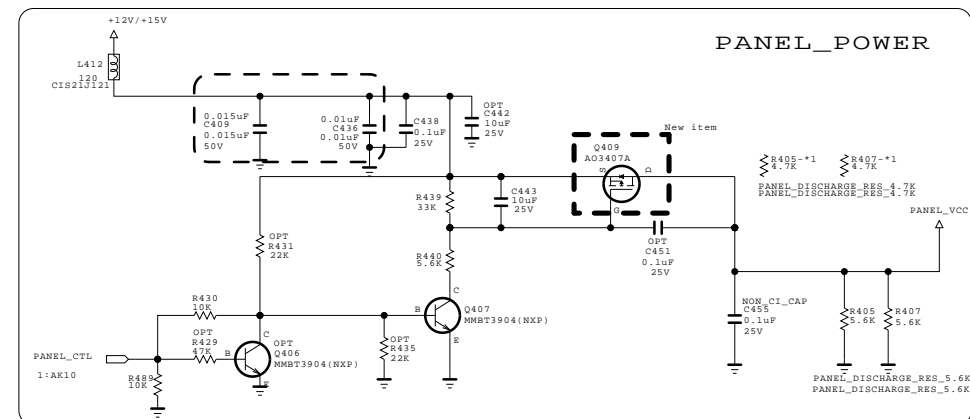 +12V/+15V
PANEL_POWER
L412
120
CIS21J121
0.015uF
C409
0.015uF
50V
0.01uF
C436
0.01uF
50V
C438
0.1uF
25V
OPT
C442
10uF
25V
New item
Q409
AO3407A
S
D
G
R405-*1
4.7K
R407-*1
4.7K
PANEL_DISCHARGE_RES_4.7K
PANEL_DISCHARGE_RES_4.7K
PANEL_VCC
R439
33K
C443
10uF
25V
OPT
R431
22K
R440
5.6K
OPT
C451
0.1uF
25V
R430
10K
OPT
R429
47K
B
C
E
OPT
Q406
MMBT3904(NXP)
B
C
E
Q407
MMBT3904(NXP)
OPT
R435
22K
NON_CI_CAP
C455
0.1uF
25V
R405
5.6K
R407
5.6K
PANEL_CTL
1:AK10
R489
10K
PANEL_DISCHARGE_RES_5.6K
PANEL_DISCHARGE_RES_5.6K